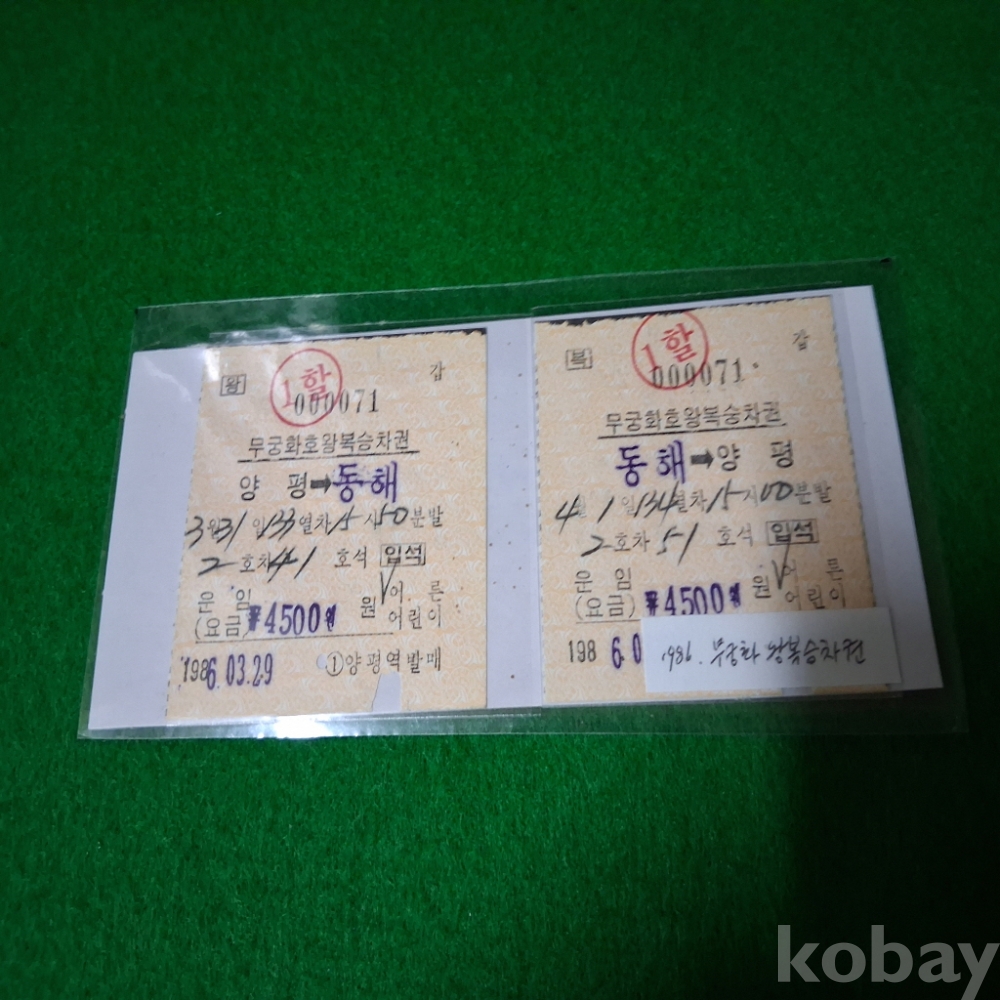 왕
1할
갑
000071
무궁화호왕복승차권
양 평➡동해
3월31일133열차15시50분발
2호차41호석 입석
운 임
(요금)₩4500원 어 른
어린이
1986.03.29 ①양평역발매
복
1할
갑
000071
무궁화호왕복승차권
동해➡양 평
4월1일134열차15시00분발
2호차51호석 입석
운 임
(요금)₩4500원 어 른
어린이
1986.0
1986. 무궁화 왕복승차권
kobay